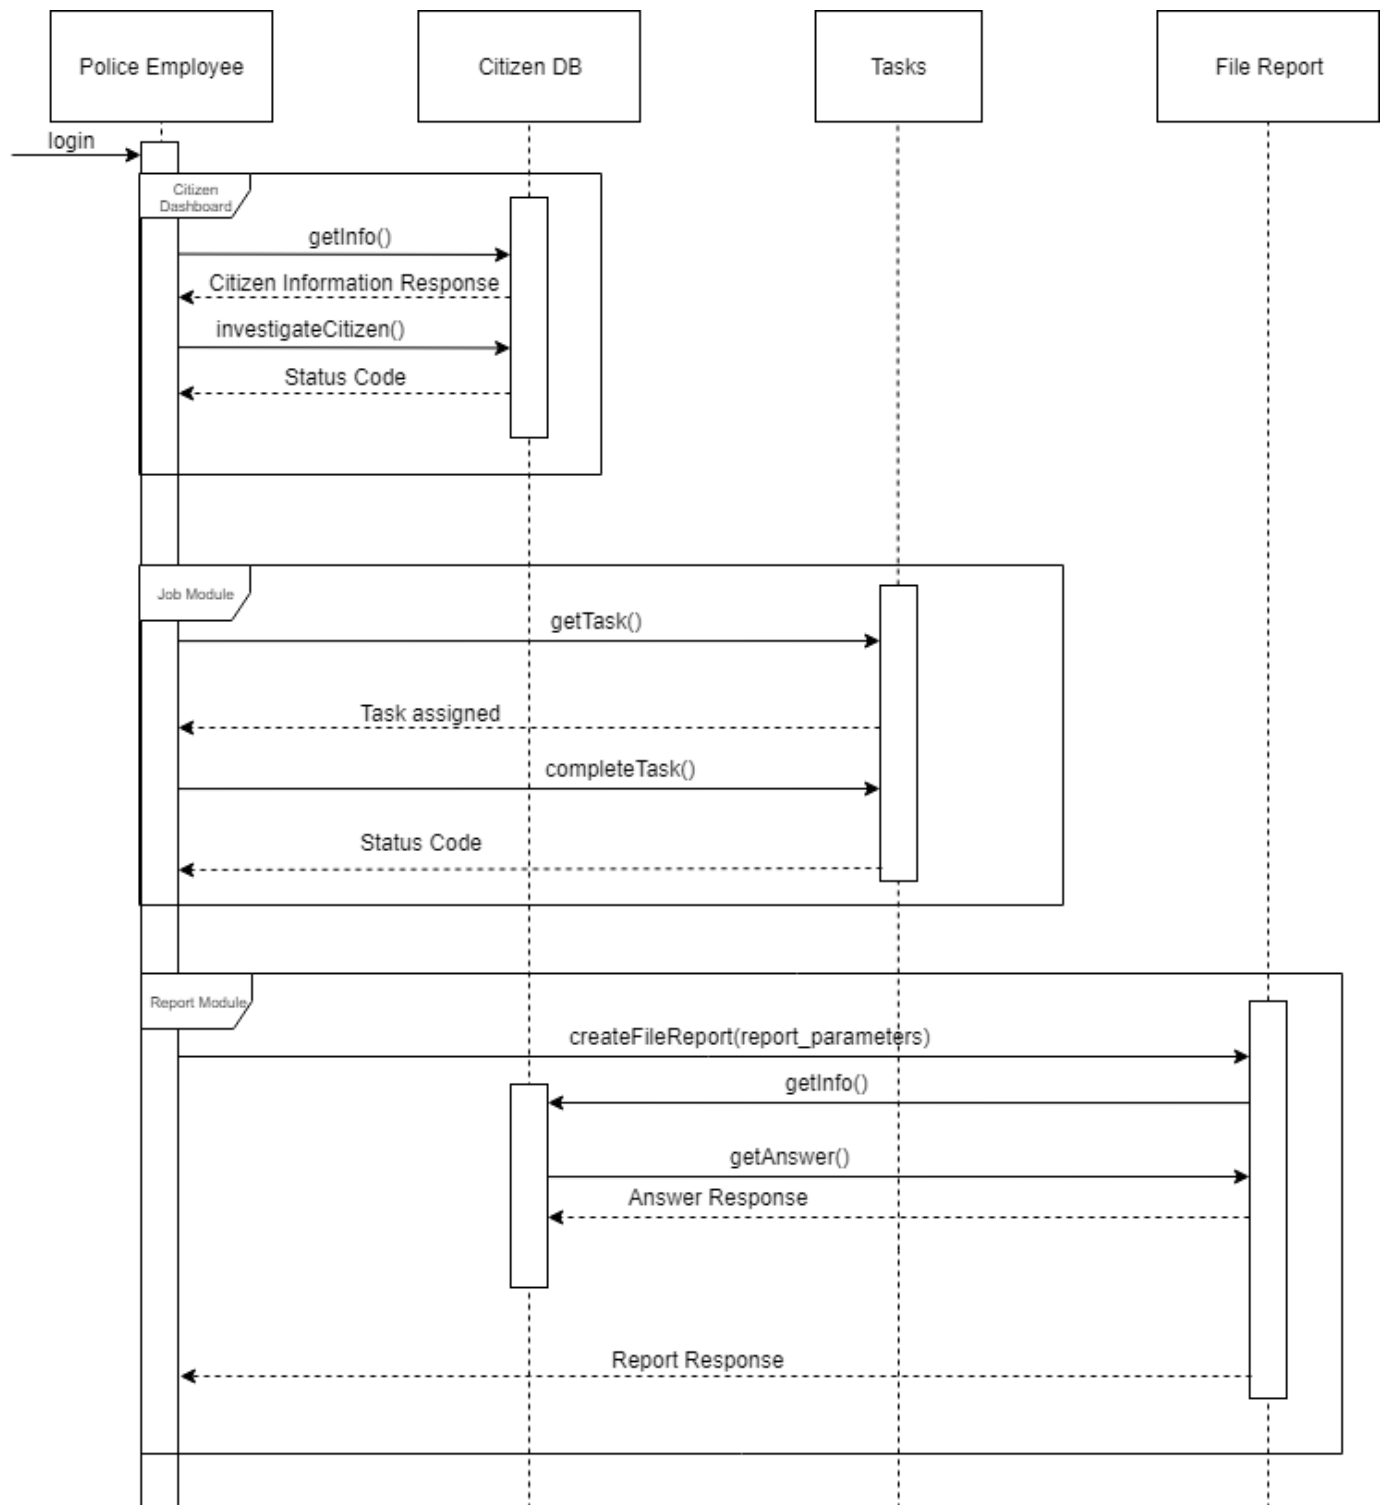 Police Employee
Citizen DB
Tasks
File Report
login
Citizen
Dashboard
getInfo()
Citizen Information Response
investigateCitizen()
Status Code
Job Module
getTask()
Task assigned
completeTask()
Status Code
Report Module
createFileReport(report_parameters)
getInfo()
getAnswer()
Answer Response
Report Response